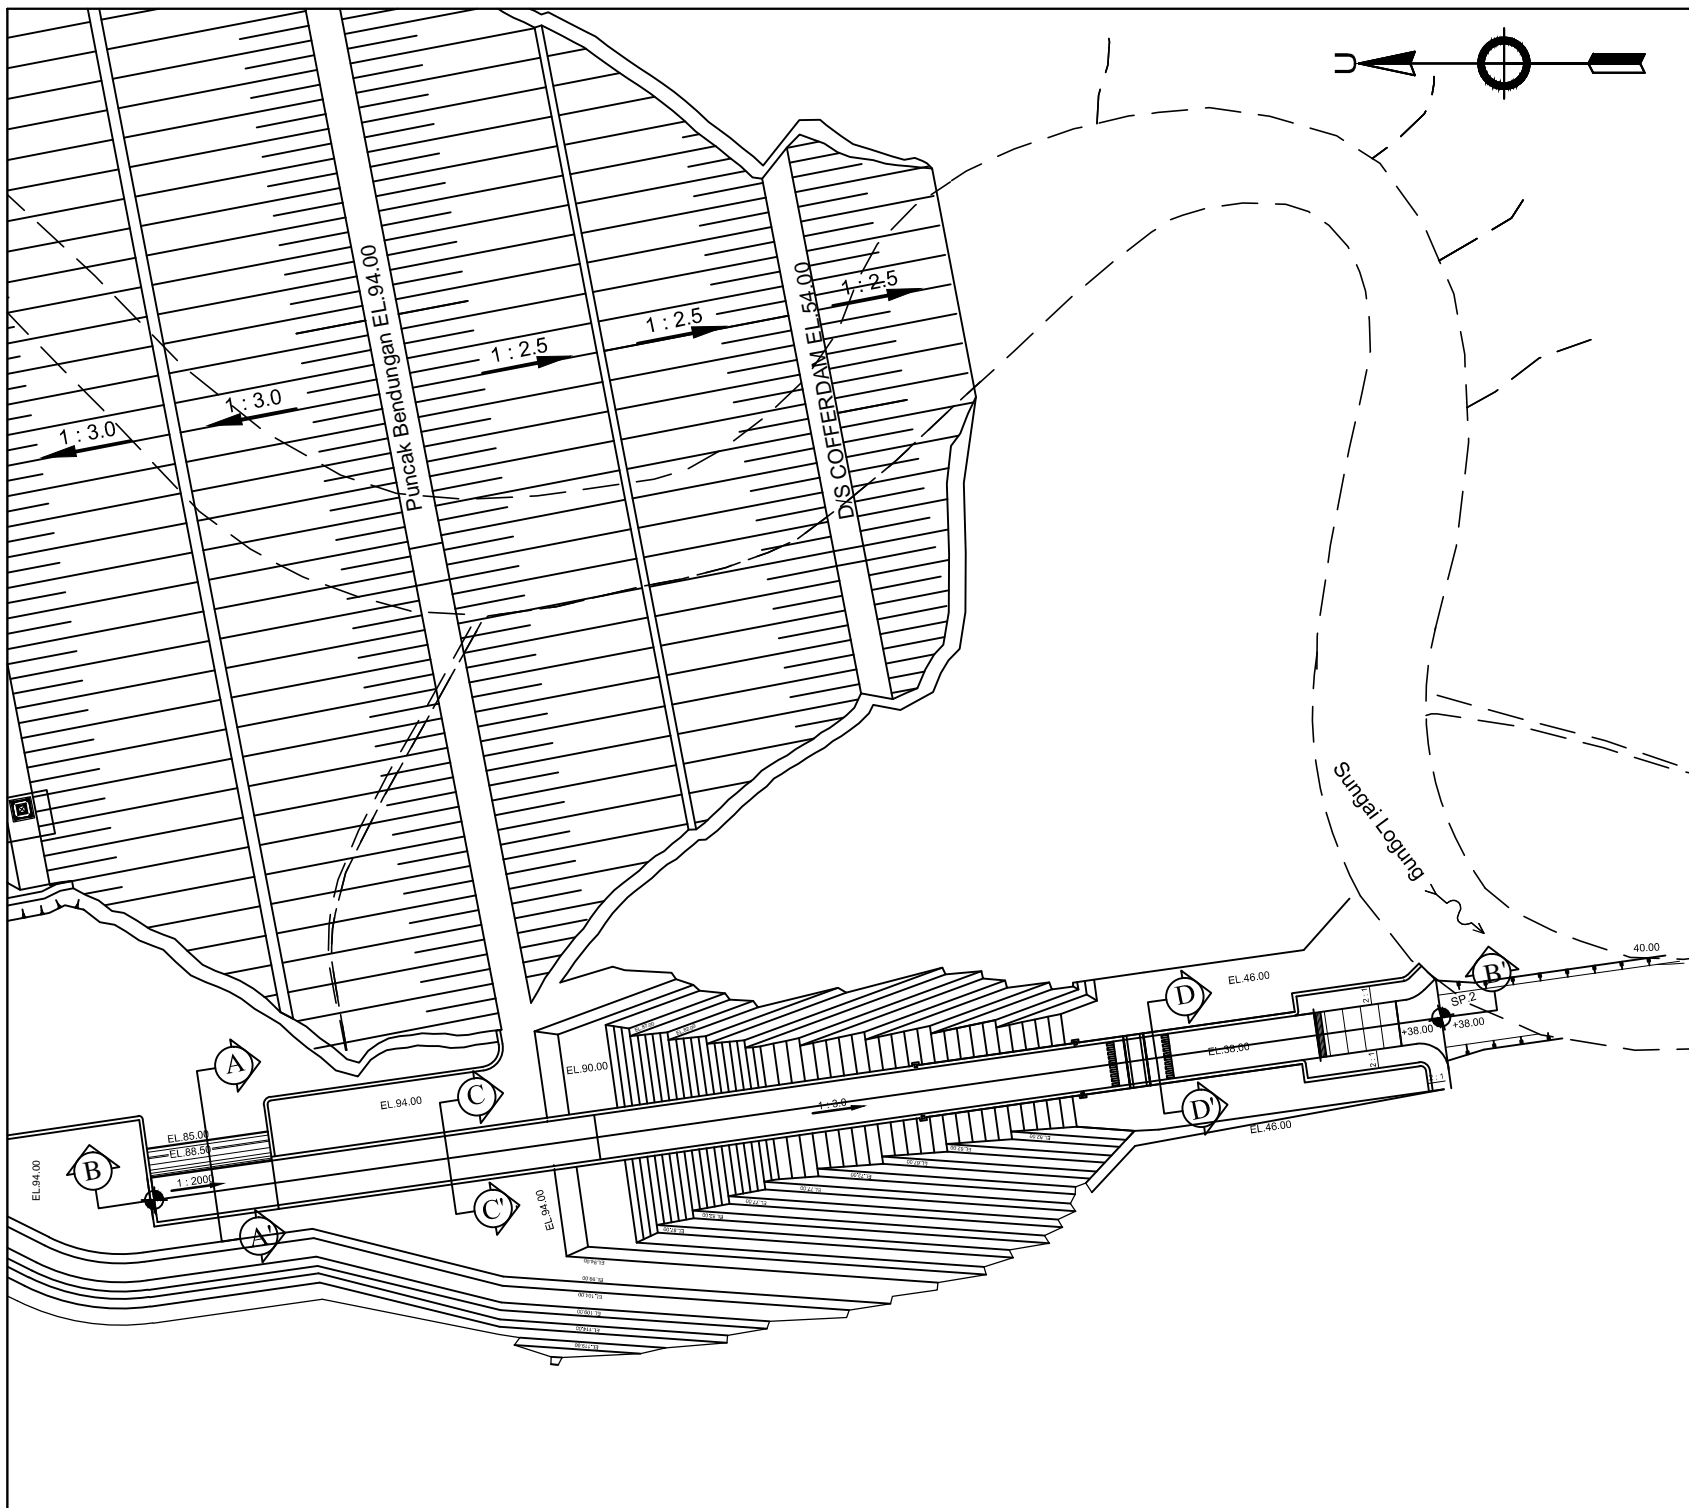 U
Puncak Bendungan EL.94.00
D/S COFFERDAM EL.54.00
1 : 2.5
1 : 2.5
1 : 2.5
1 : 3.0
1 : 3.0
Sungai Logung
40.00
B'
SP.2
EL.46.00
D
2 : 1
+38.00
+38.00
EL.38.00
2 : 1
EL.90.00
A
C
EL.94.00
1 : 3.0
D'
EL.46.00
EL.85.00
EL.88.50
B
EL.94.00
1 : 2000
EL.94.00
C'
A'